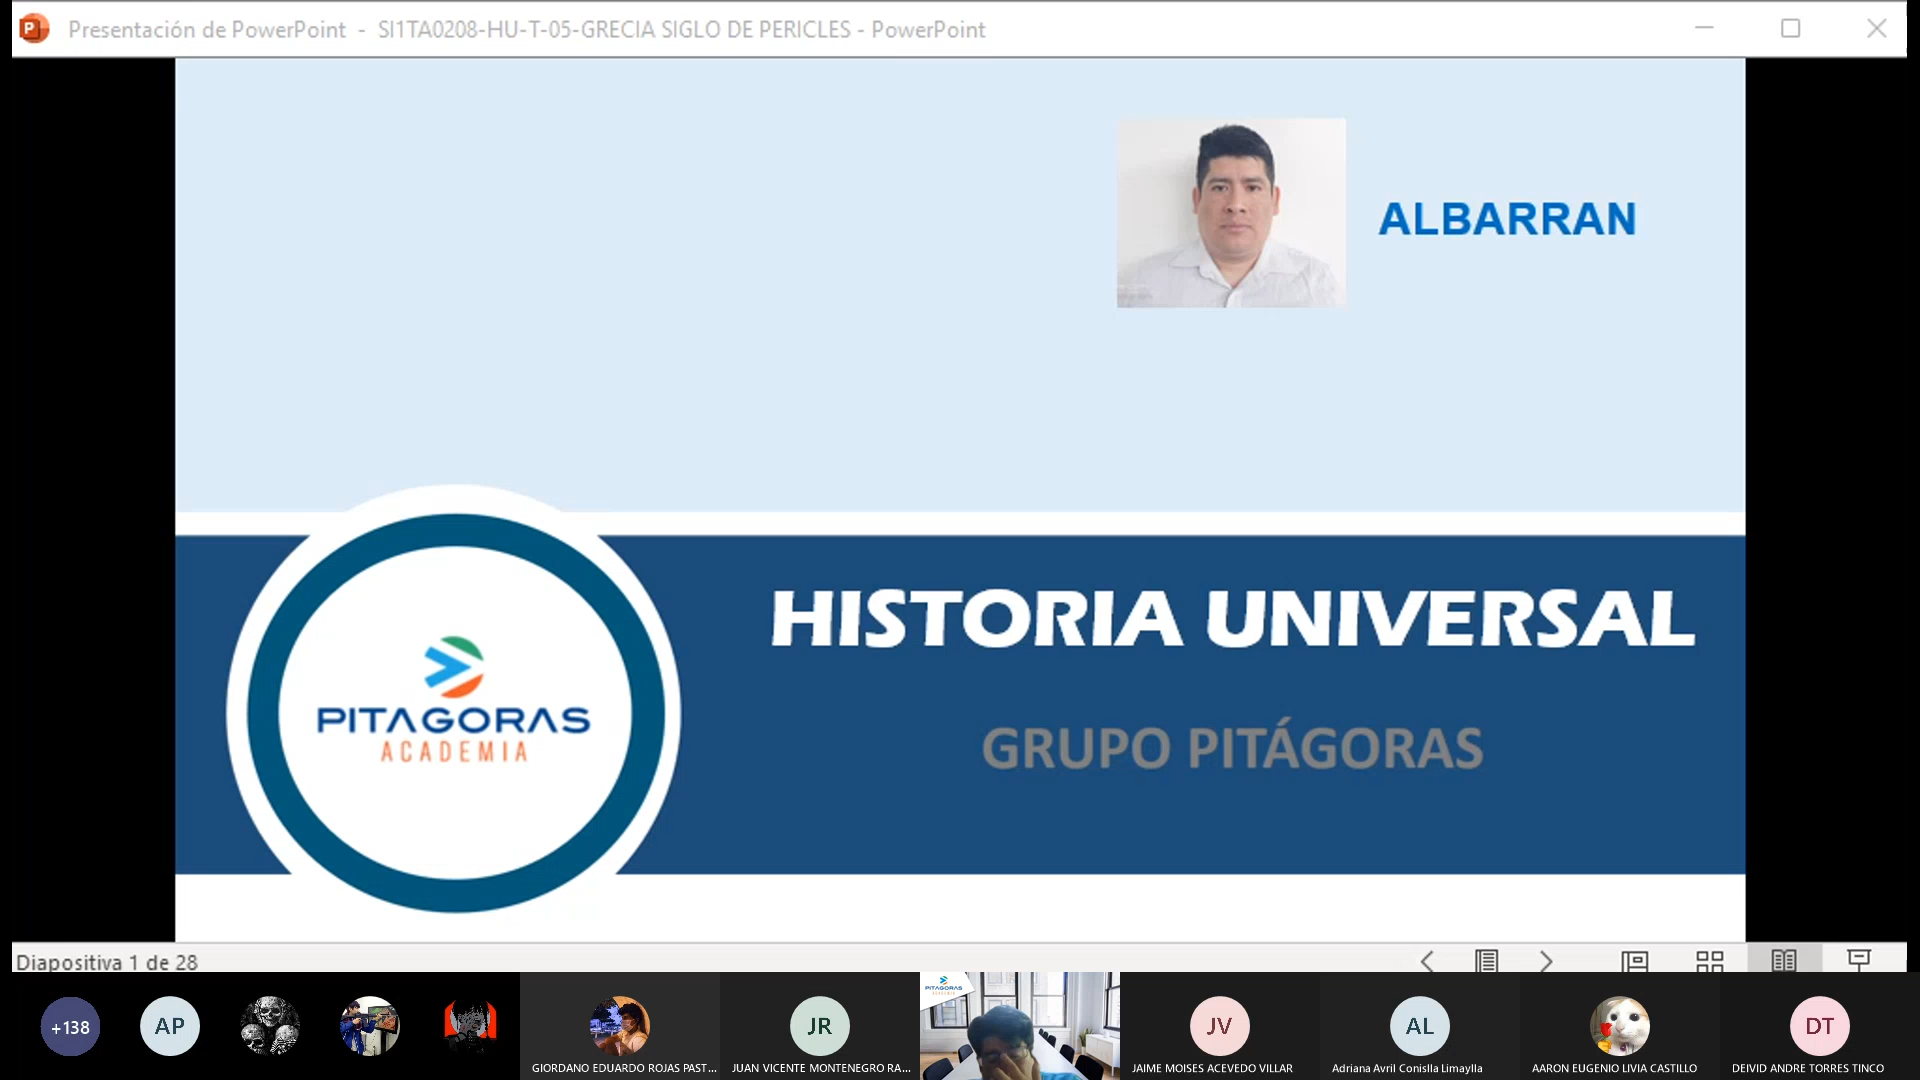 Presentación de PowerPoint - SI1TA0208-HU-T-05-GRECIA SIGLO DE PERICLES - PowerPoint
ALBARRAN
HISTORIA UNIVERSAL
GRUPO PITÁGORAS
PITAGORAS
ACADEMIA
Diapositiva 1 de 28
+138
AP
GIORDANO EDUARDO ROJAS PAST...
JR
JUAN VICENTE MONTENEGRO RA...
PITAGORAS
JV
JAIME MOISES ACEVEDO VILLAR
AL
Adriana Avril Conislla Limaylla
AARON EUGENIO LIVIA CASTILLO
DT
DEIVID ANDRE TORRES TINCO